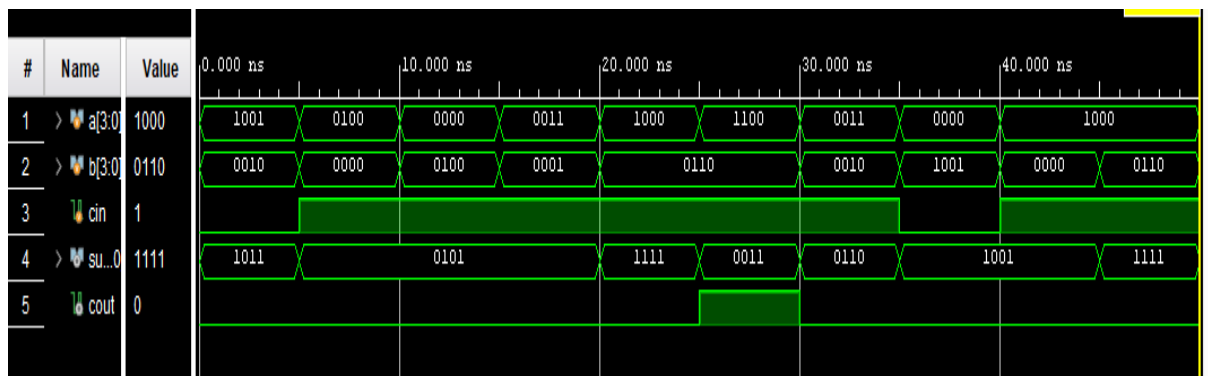 # Name Value 0.000 ns 10.000 ns 20.000 ns 30.000 ns 40.000 ns
1 > a[3:0] 1000 1001 0100 0000 0011 1000 1100 0011 0000 1000
2 > b[3:0] 0110 0010 0000 0100 0001 0110 0010 1001 0000 0110
3 cin 1
4 > su...0 1111 1011 0101 1111 0011 0110 1001 1111
5 cout 0